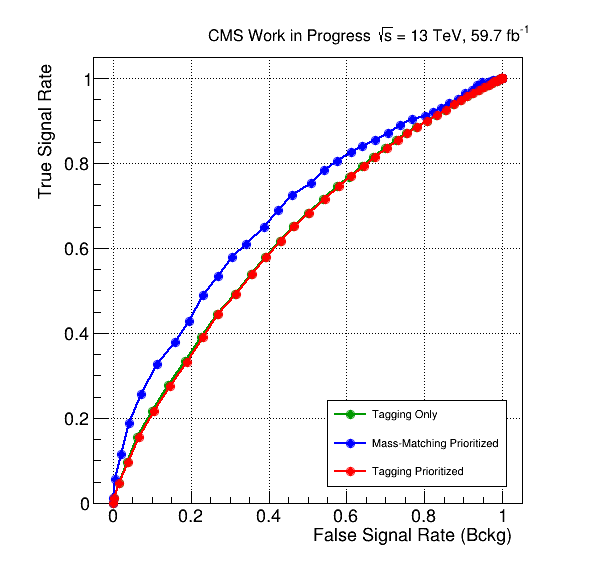 CMS Work in Progress √s = 13 TeV, 59.7 fb⁻¹
True Signal Rate
1
0.8
0.6
0.4
0.2
0
Tagging Only
Mass-Matching Prioritized
Tagging Prioritized
0 0.2 0.4 0.6 0.8 1
False Signal Rate (Bckg)